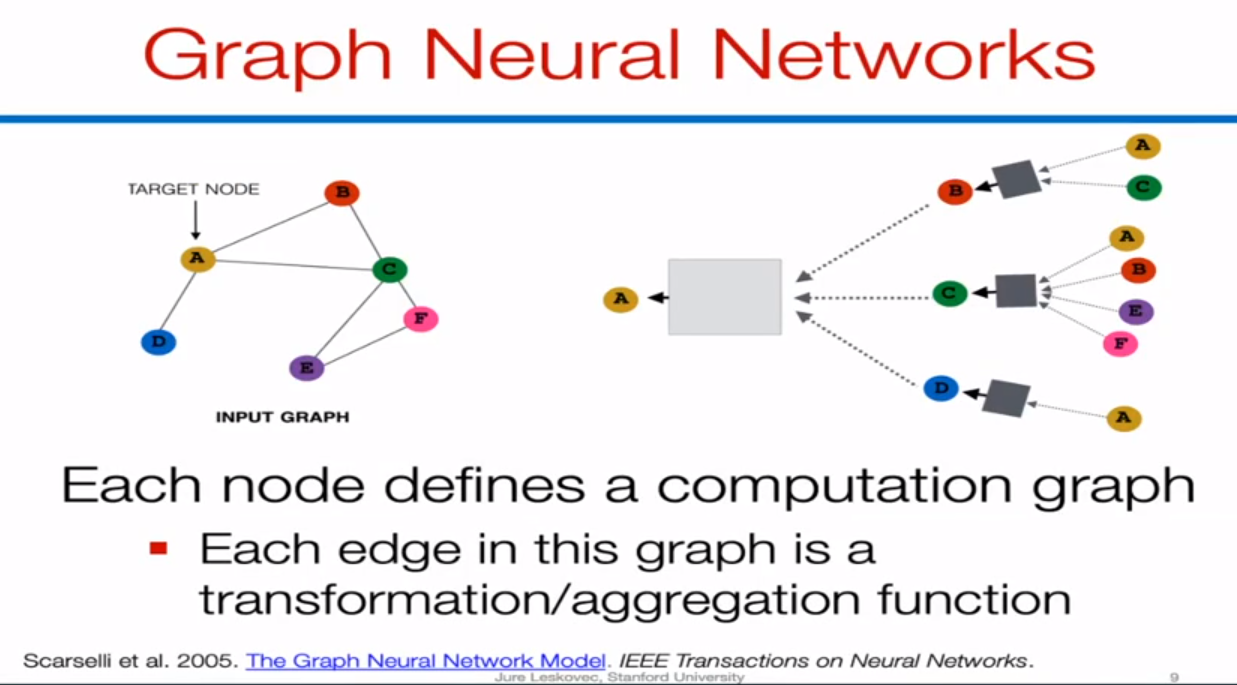 Graph Neural Networks
TARGET NODE
A
B
C
D
E
F
INPUT GRAPH
A
B
C
D
A
C
A
B
E
F
A
Each node defines a computation graph
Each edge in this graph is a
transformation/aggregation function
Scarselli et al. 2005. The Graph Neural Network Model. IEEE Transactions on Neural Networks.
Jure Leskovec, Stanford University
9